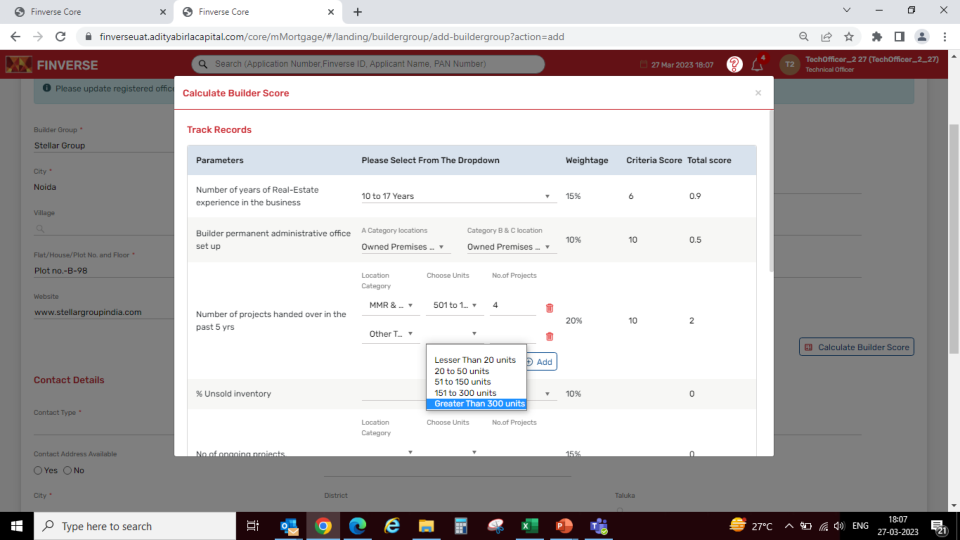 Finverse Core
Finverse Core
finverseuat.adityabirlacapital.com/core/mMortgage/#/landing/buildergroup/add-buildergroup?action=add
FINVERSE
Search (Application Number,Finverse ID, Applicant Name, PAN Number)
27 Mar 2023 18:07
?
4
T2
TechOfficer_2 27 (TechOfficer_2_27)
Technical Officer
Please update registered office
Calculate Builder Score
×
Track Records
Parameters
Please Select From The Dropdown
Weightage
Criteria Score
Total score
Number of years of Real-Estate
experience in the business
10 to 17 Years
15%
6
0.9
Builder permanent administrative office
set up
A Category locations
Category B & C location
Owned Premises ...
Owned Premises ...
10%
10
0.5
Location
Category
Choose Units
No.of Projects
Number of projects handed over in the
past 5 yrs
MMR & ...
501 to 1...
4
Other T...
20%
10
2
Lesser Than 20 units
20 to 50 units
51 to 150 units
151 to 300 units
Greater Than 300 units
Add
% Unsold inventory
10%
0
Location
Category
Choose Units
No.of Projects
No of ongoing projects
15%
0
Builder Group *
Stellar Group
City *
Noida
Village
Flat/House/Plot No. and Floor *
Plot no.-B-98
Website
www.stellargroupindia.com
Calculate Builder Score
Contact Details
Contact Type *
Contact Address Available
Yes
No
City *
District
Taluka
Type here to search
27°C
ENG
18:07
27-03-2023
21